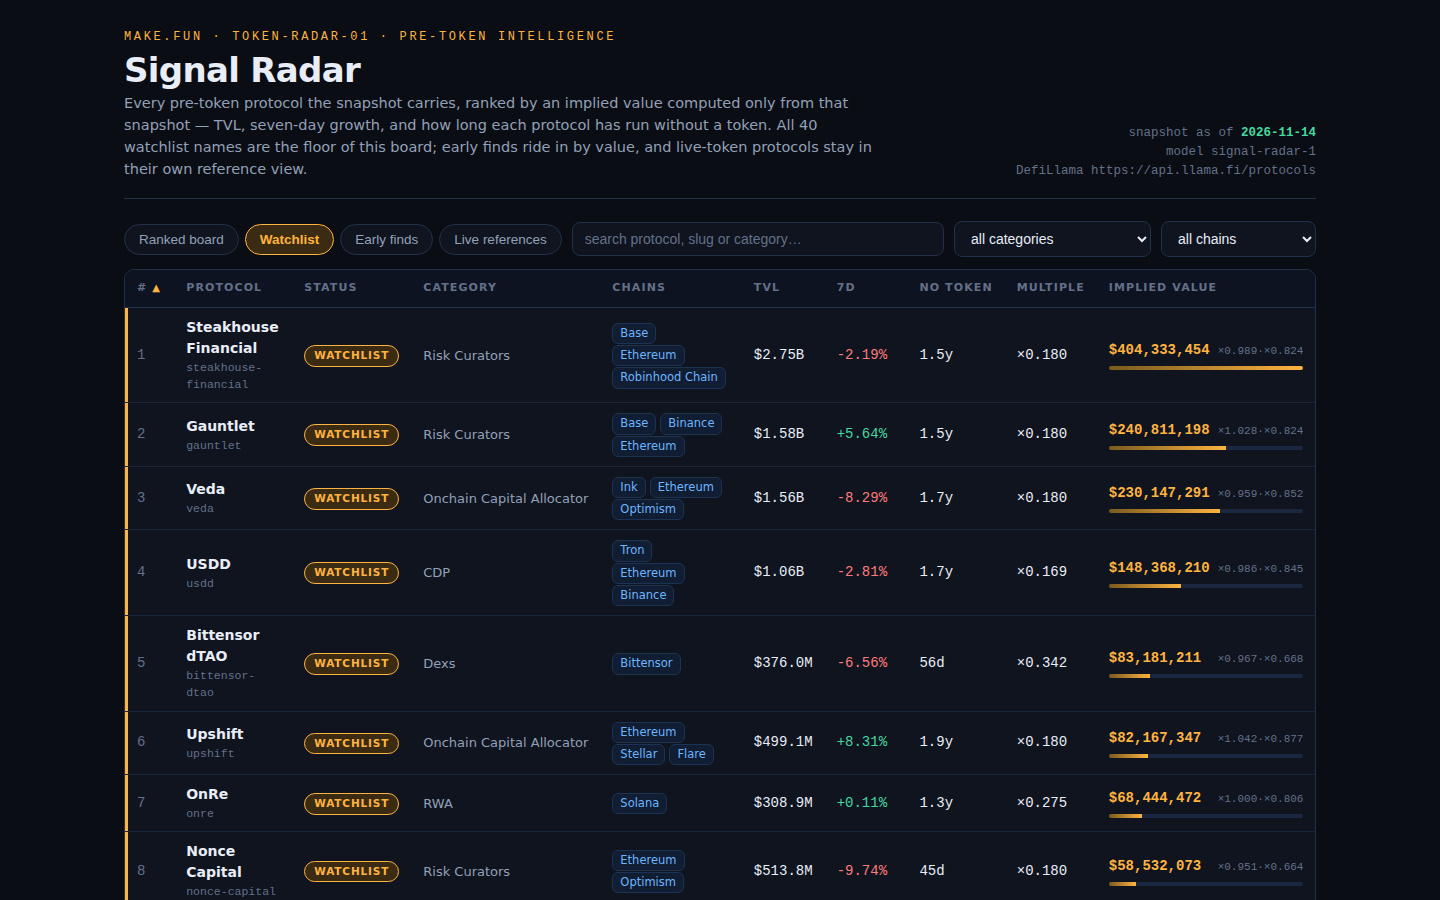 MAKE.FUN · TOKEN-RADAR-01 · PRE-TOKEN INTELLIGENCE
Signal Radar
Every pre-token protocol the snapshot carries, ranked by an implied value computed only from that
snapshot — TVL, seven-day growth, and how long each protocol has run without a token. All 40
watchlist names are the floor of this board; early finds ride in by value, and live-token protocols stay in
their own reference view.
snapshot as of 2026-11-14
model signal-radar-1
DefiLlama https://api.llama.fi/protocols
Ranked board Watchlist Early finds Live references search protocol, slug or category… all categories all chains
# ▲ PROTOCOL STATUS CATEGORY CHAINS TVL 7D NO TOKEN MULTIPLE IMPLIED VALUE
1 Steakhouse Financial steakhouse-financial WATCHLIST Risk Curators Base Ethereum Robinhood Chain $2.75B -2.19% 1.5y ×0.180 $404,333,454 ×0.989·×0.824
2 Gauntlet gauntlet WATCHLIST Risk Curators Base Binance Ethereum $1.58B +5.64% 1.5y ×0.180 $240,811,198 ×1.028·×0.824
3 Veda veda WATCHLIST Onchain Capital Allocator Ink Ethereum Optimism $1.56B -8.29% 1.7y ×0.180 $230,147,291 ×0.959·×0.852
4 USDD usdd WATCHLIST CDP Tron Ethereum Binance $1.06B -2.81% 1.7y ×0.169 $148,368,210 ×0.986·×0.845
5 Bittensor dTAO bittensor-dtao WATCHLIST Dexs Bittensor $376.0M -6.56% 56d ×0.342 $83,181,211 ×0.967·×0.668
6 Upshift upshift WATCHLIST Onchain Capital Allocator Ethereum Stellar Flare $499.1M +8.31% 1.9y ×0.180 $82,167,347 ×1.042·×0.877
7 OnRe onre WATCHLIST RWA Solana $308.9M +0.11% 1.3y ×0.275 $68,444,472 ×1.000·×0.806
8 Nonce Capital nonce-capital WATCHLIST Risk Curators Ethereum Optimism $513.8M -9.74% 45d ×0.180 $58,532,073 ×0.951·×0.664